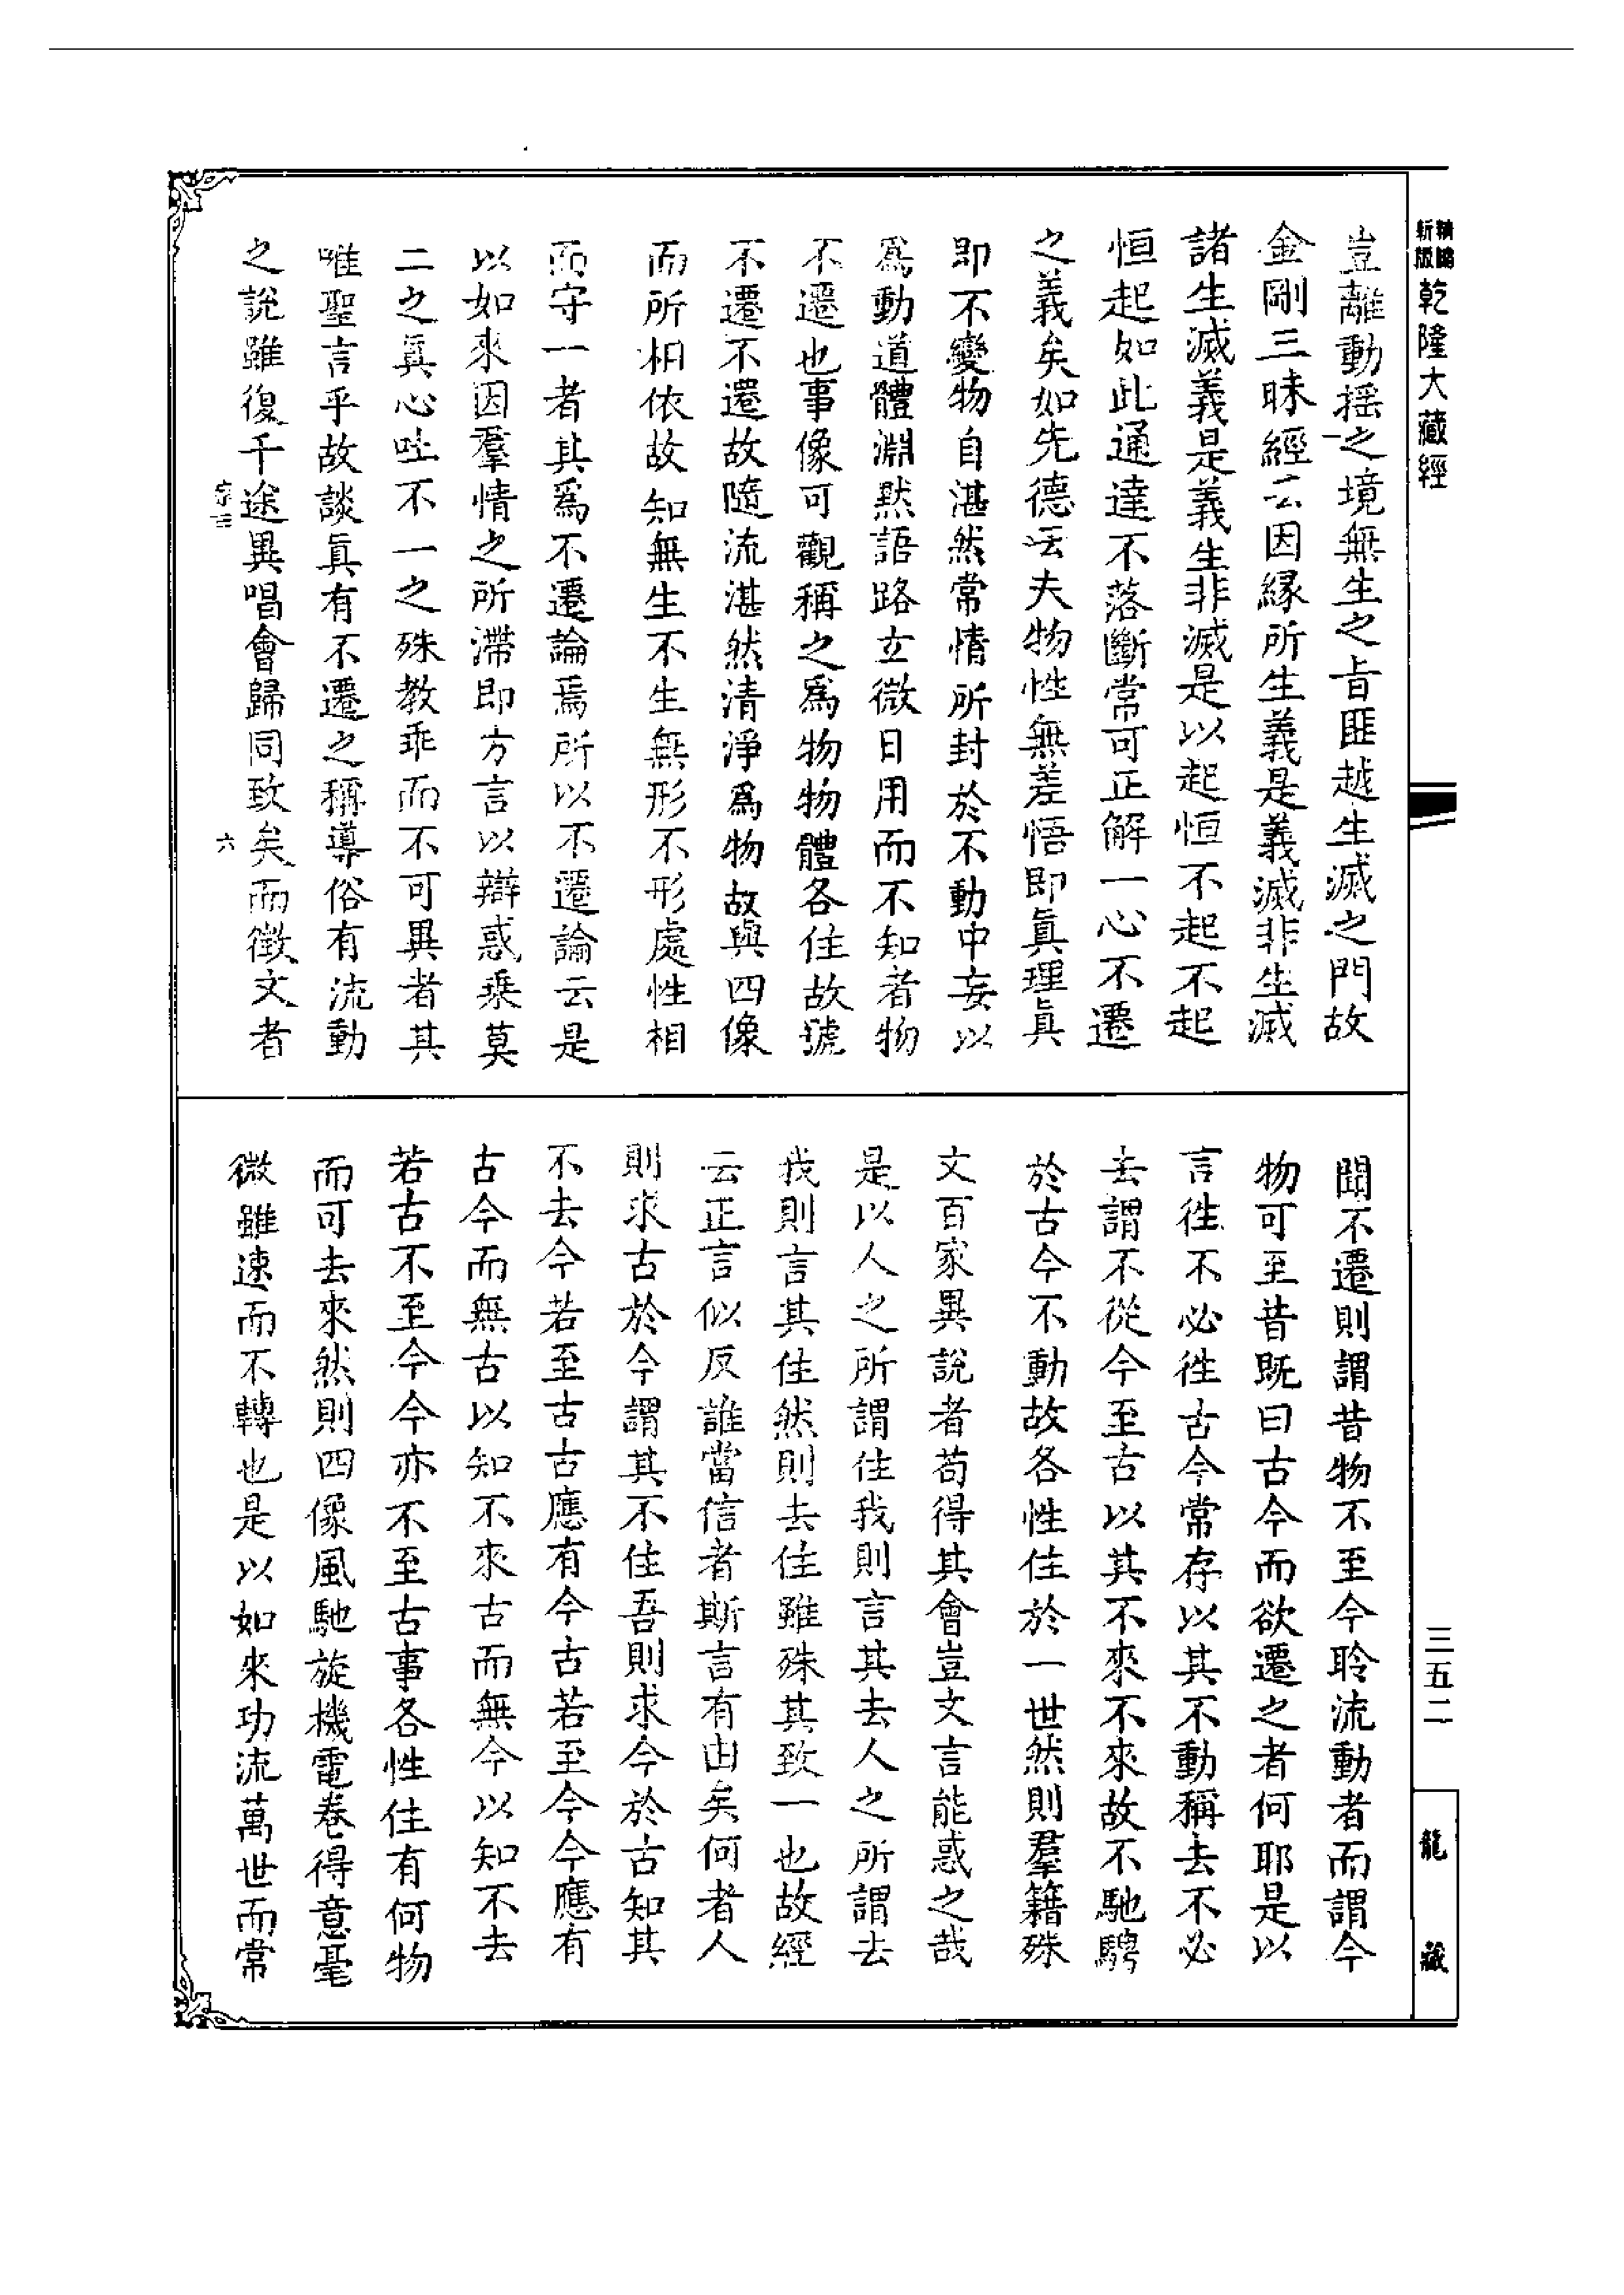 新版
精鐫
乾隆大藏經
豈離動揺之境無生之旨匪越生滅之門故
金剛三昧經云因緣所生義是義滅非生滅
諸生滅義是義生非滅是以起恒不起不起
恒起如此通達不落斷常可正解一心不遷
之義矣如先德云夫物性無差悟即眞理眞
即不變物自湛然常情所封於不動中妄以
爲動道體淵默語路玄微日用而不知者物
不遷也事像可觀稱之爲物物體各住故號
不遷不遷故隨流湛然清淨爲物故與四像
而所相依故知無生不生無形不形處性相
而守一者其爲不遷論焉所以不遷論云是
以如來因羣情之所滯即方言以辯惑乗莫
二之眞心吐不一之殊教乖而不可異者其
唯聖言乎故談眞有不遷之稱導俗有流動
之說雖復千途異唱會歸同致矣而徵文者
六
聞不遷則謂昔物不至今聆流動者而謂今
物可至昔既曰古今而欲遷之者何耶是以
言徃不必徃古今常存以其不動稱去不必
去謂不從今至古以其不來不來故不馳騁
於古今不動故各性住於一世然則羣籍殊
文百家異說者苟得其會豈文言能惑之哉
是以人之所謂住我則言其去人之所謂去
我則言其住然則去住雖殊其致一也故經
云正言似反誰當信者斯言有由矣何者人
則求古於今謂其不住吾則求今於古知其
不去今若至古古應有今古若至今今應有
古今而無古以知不來古而無今以知不去
若古不至今今亦不至古事各性住有何物
而可去來然則四像風馳旋機電卷得意毫
微雖速而不轉也是以如來功流萬世而常
三五二
龍藏